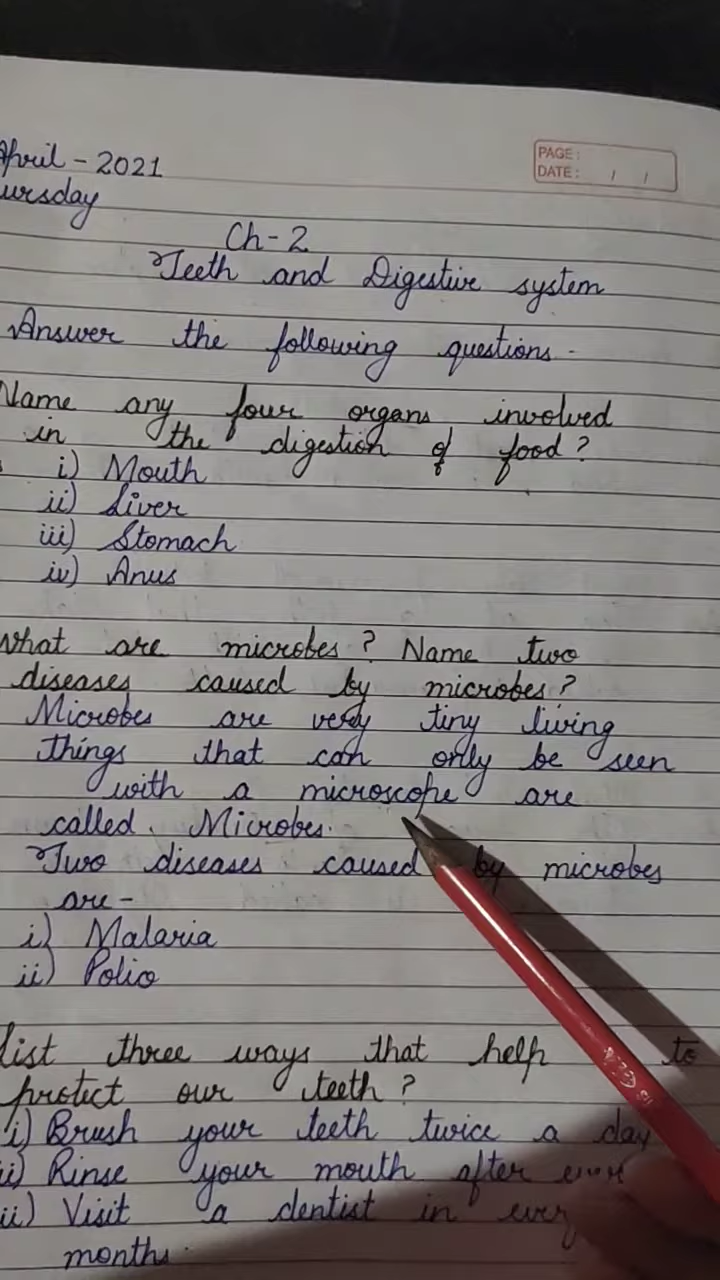 April - 2021
PAGE:
DATE: / /
ursday
Ch-2
Teeth and Digestive system
Answer the following questions -
Name any four organs involved
in the digestion of food?
i) Mouth
ii) Liver
iii) Stomach
iv) Anus
What are microbes? Name two
diseases caused by microbes?
Microbes are very tiny living
things that can only be seen
with a microscope are
called. Microbes.
Two diseases caused by microbes
are -
i) Malaria
ii) Polio
list three ways that help to
protect our teeth?
i) Brush your teeth twice a day
ii) Rinse your mouth after
iii) Visit a dentist in
months.